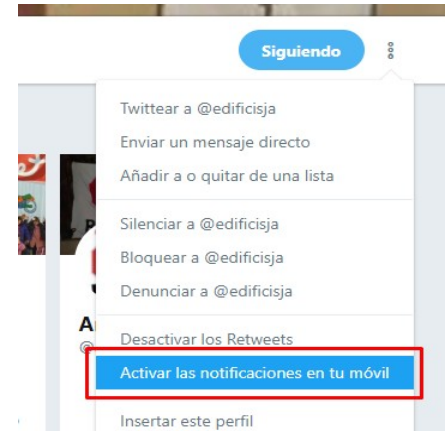 Siguiendo
Twittear a @edificisja
Enviar un mensaje directo
Añadir a o quitar de una lista
Silenciar a @edificisja
Bloquear a @edificisja
Denunciar a @edificisja
Desactivar los Retweets
Activar las notificaciones en tu móvil
Insertar este perfil